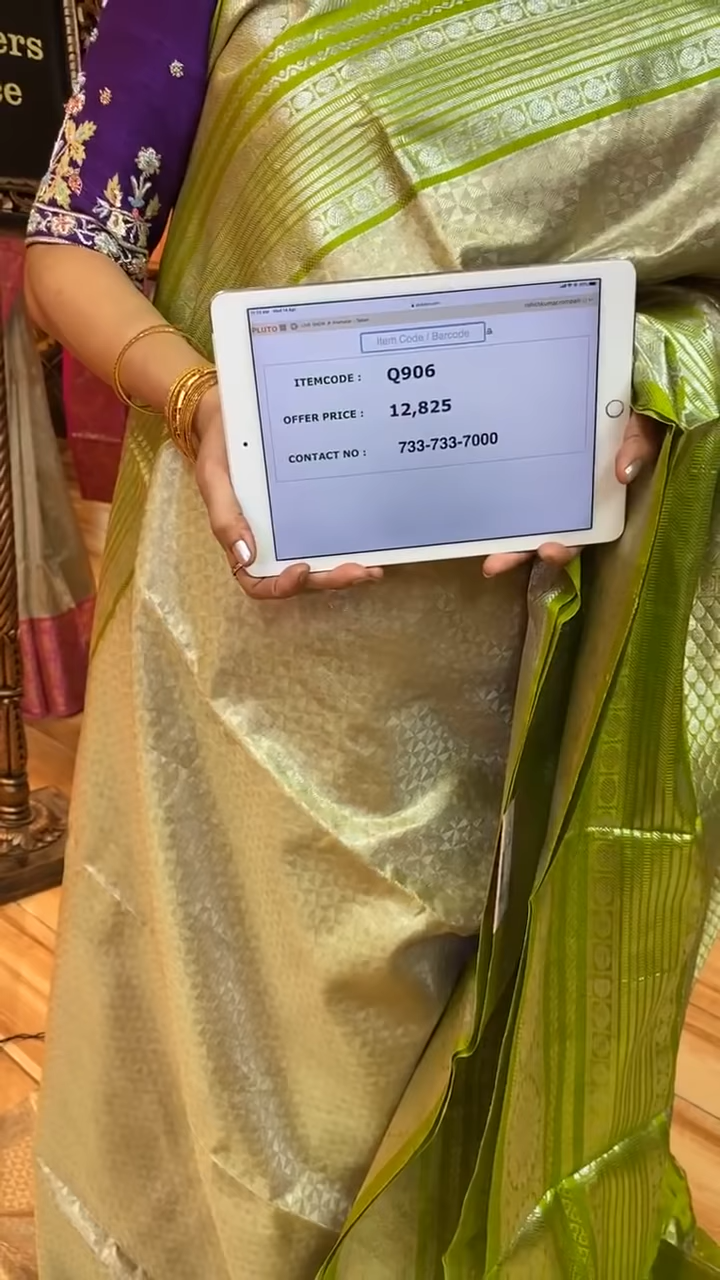 ers
ce
PLUTO
Item Code / Barcode
ITEMCODE : Q906
OFFER PRICE : 12,825
CONTACT NO : 733-733-7000